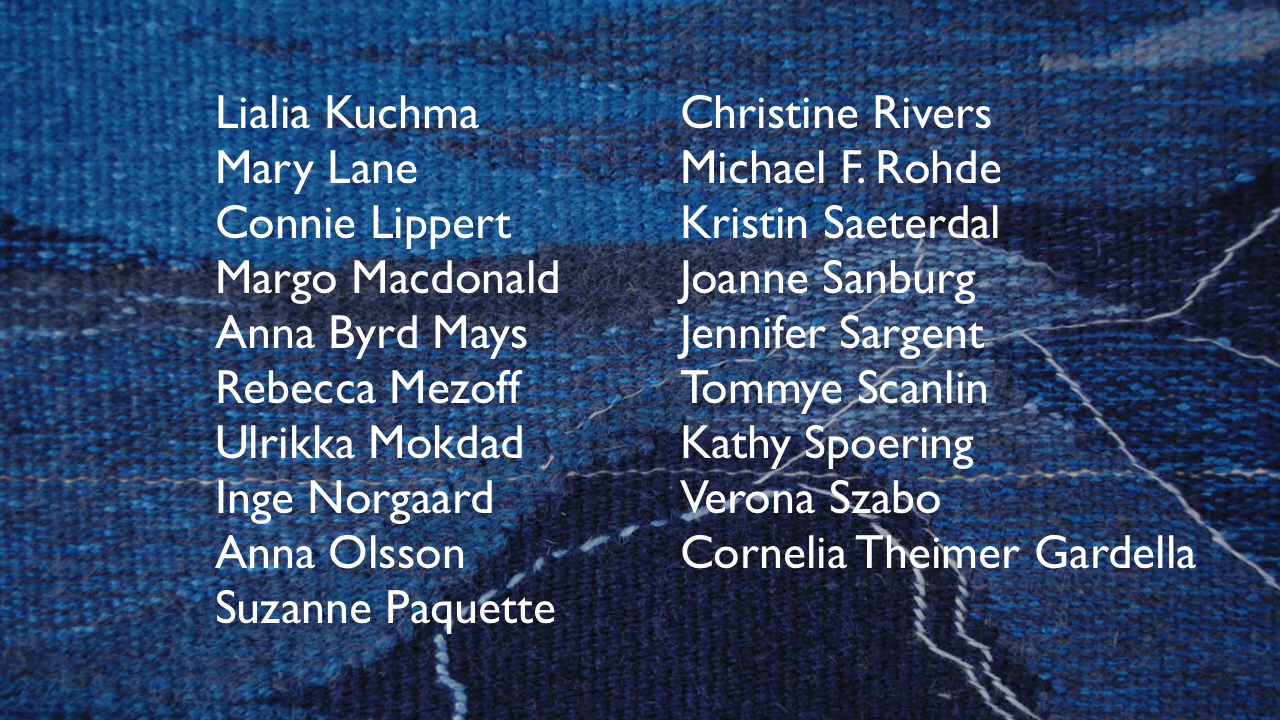 Lialia Kuchma
Mary Lane
Connie Lippert
Margo Macdonald
Anna Byrd Mays
Rebecca Mezoff
Ulrikka Mokdad
Inge Norgaard
Anna Olsson
Suzanne Paquette
Christine Rivers
Michael F. Rohde
Kristin Saeterdal
Joanne Sanburg
Jennifer Sargent
Tommye Scanlin
Kathy Spoering
Verona Szabo
Cornelia Theimer Gardella